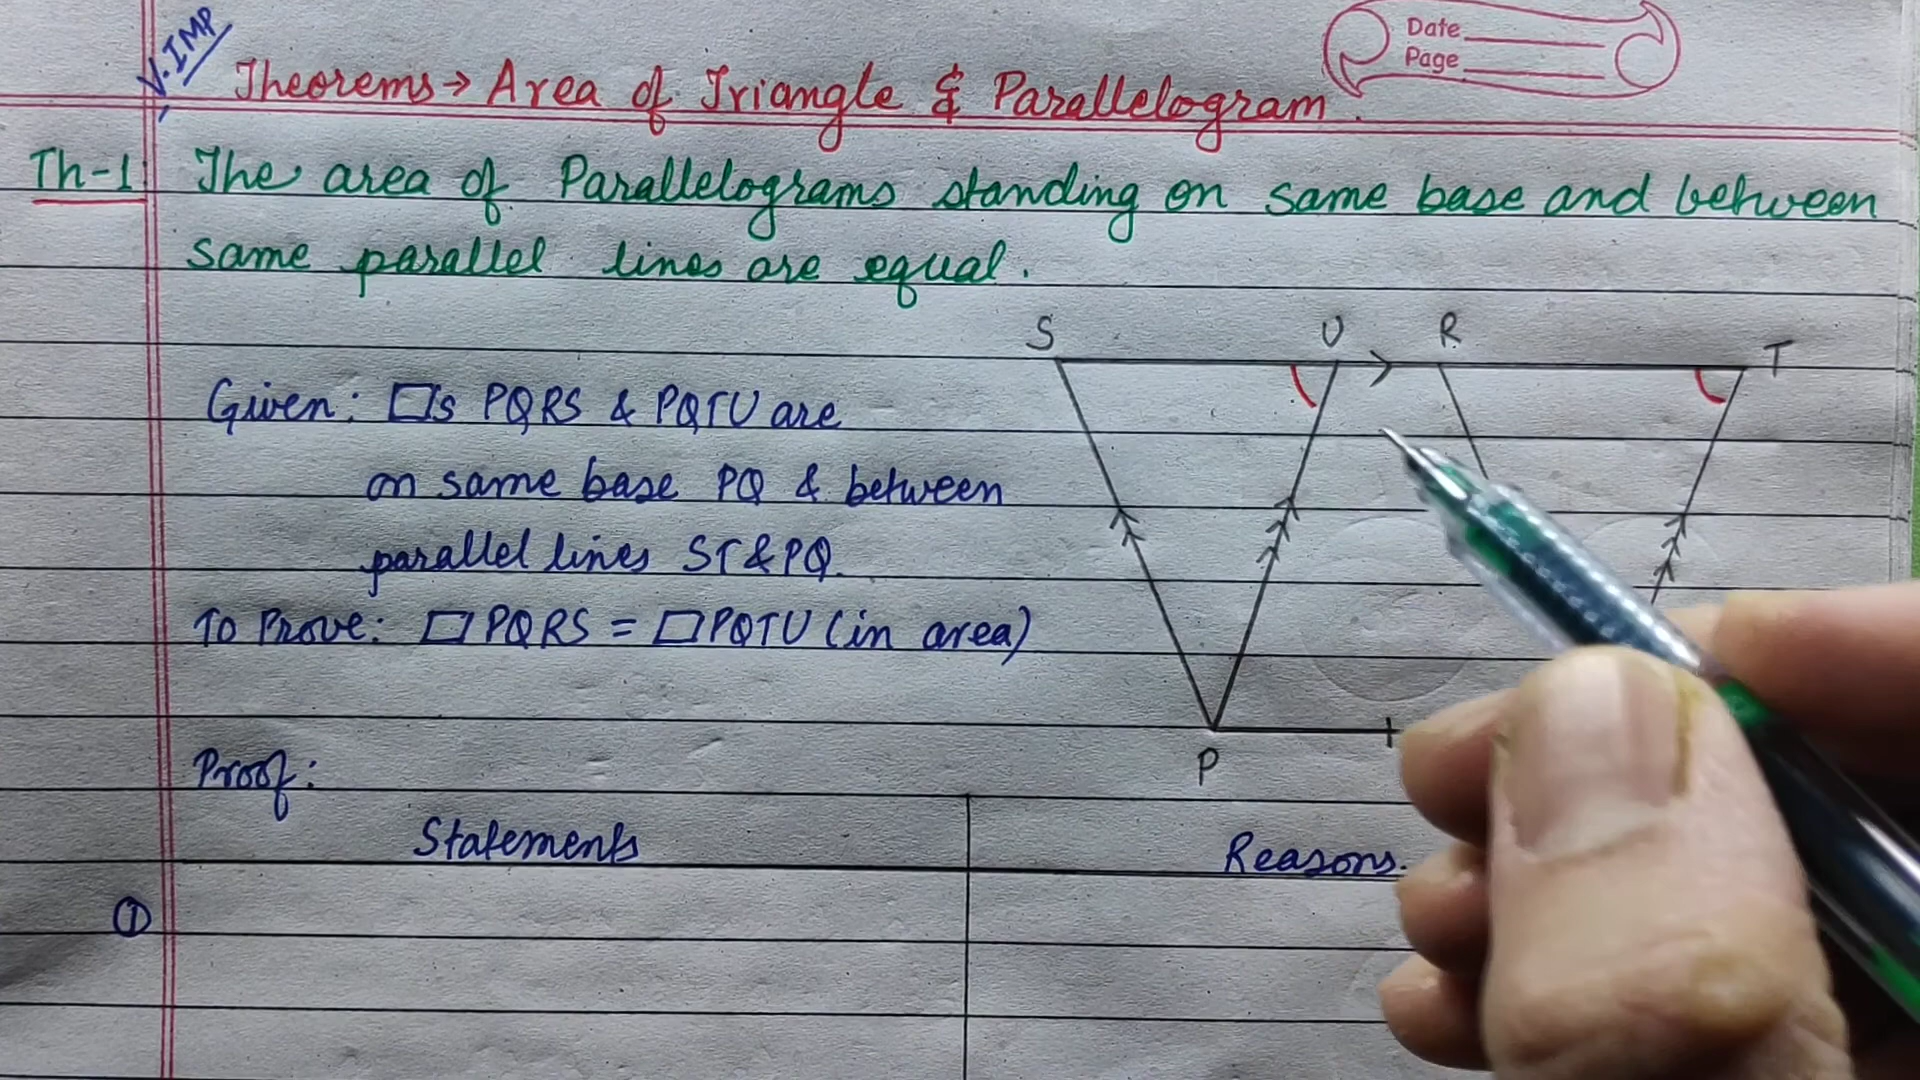 V.IMP
Date
Page
Theorems → Area of Triangle & Parallelogram.
Th-1: The area of Parallelograms standing on same base and between
same parallel lines are equal.
S U R T
Given: ▱s PQRS & PQTU are
on same base PQ & between
parallel lines ST & PQ.
To Prove: ▱PQRS = ▱PQTU (in area)
P
Proof:
Statements Reasons.
①